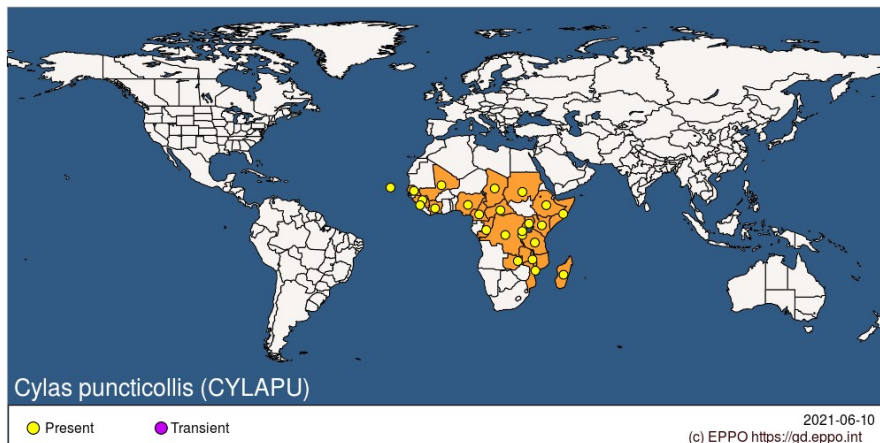 Cylas puncticollis (CYLAPU)
Present
Transient
2021-06-10
(c) EPPO https://gd.eppo.int